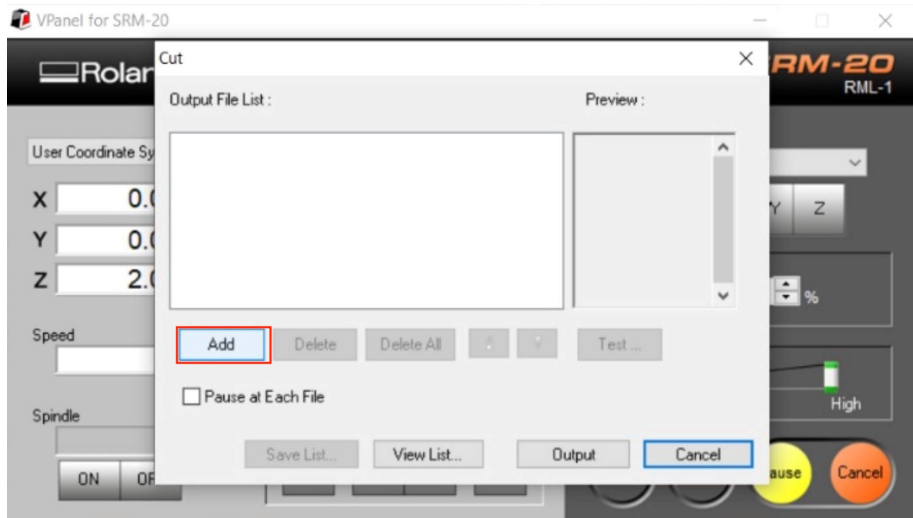 VPanel for SRM-20
Cut
Rolan
RM-20
RML-1
Output File List :
Preview :
User Coordinate Sy
X 0.0
Y 0.0
Z 2.0
Y Z
%
Speed
Add Delete Delete All Test ...
Pause at Each File
High
Spindle
Save List... View List... Output Cancel
ON OF
ause Cancel